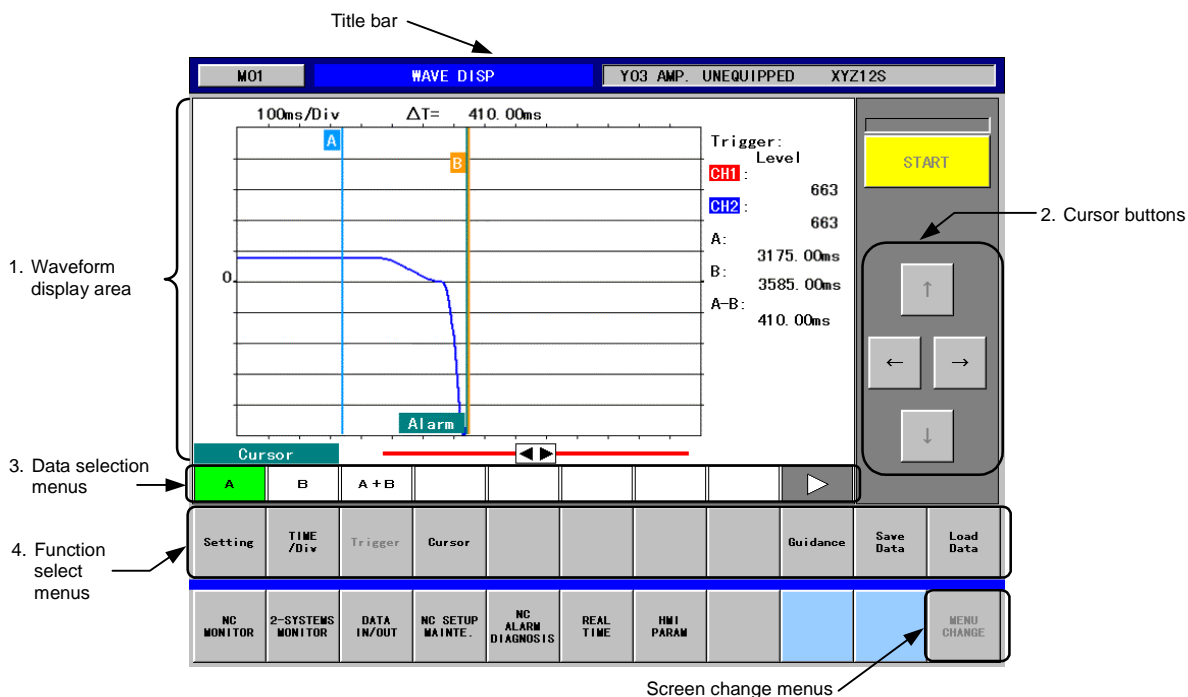 Title bar
M01
WAVE DISP
Y03 AMP. UNEQUIPPED XYZ12S
100ms/Div ΔT= 410.00ms
A
B
0
Alarm
Trigger:
Level
CH1 :
663
CH2 :
663
A:
3175.00ms
B:
3585.00ms
A-B:
410.00ms
START
↑
← →
↓
1. Waveform
display area
2. Cursor buttons
Cursor
◀ ▶
3. Data selection
menus
A B A+B ▷
4. Function
select
menus
Setting
TIME
/Div
Trigger
Cursor
Guidance
Save
Data
Load
Data
NC
MONITOR
2-SYSTEMS
MONITOR
DATA
IN/OUT
NC SETUP
MAINTE.
NC
ALARM
DIAGNOSIS
REAL
TIME
HMI
PARAM
MENU
CHANGE
Screen change menus